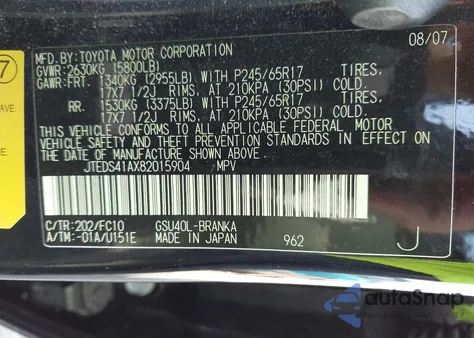 08/07
MFD.BY:TOYOTA MOTOR CORPORATION
GVWR:2630KG (5800LB)
GAWR:FRT. 1340KG (2955LB) WITH P245/65R17 TIRES,
17X7 1/2J RIMS, AT 210KPA (30PSI) COLD.
RR. 1530KG (3375LB) WITH P245/65R17 TIRES,
17X7 1/2J RIMS, AT 210KPA (30PSI) COLD.
THIS VEHICLE CONFORMS TO ALL APPLICABLE FEDERAL MOTOR
VEHICLE SAFETY AND THEFT PREVENTION STANDARDS IN EFFECT
ON THE DATE OF MANUFACTURE SHOWN ABOVE.
JTEDS41AX82015904 MPV
C/TR:202/FC10 GSU40L-BRANKA
A/TM:-01A/U151E MADE IN JAPAN 962 J
7
AVE:
autoSnap